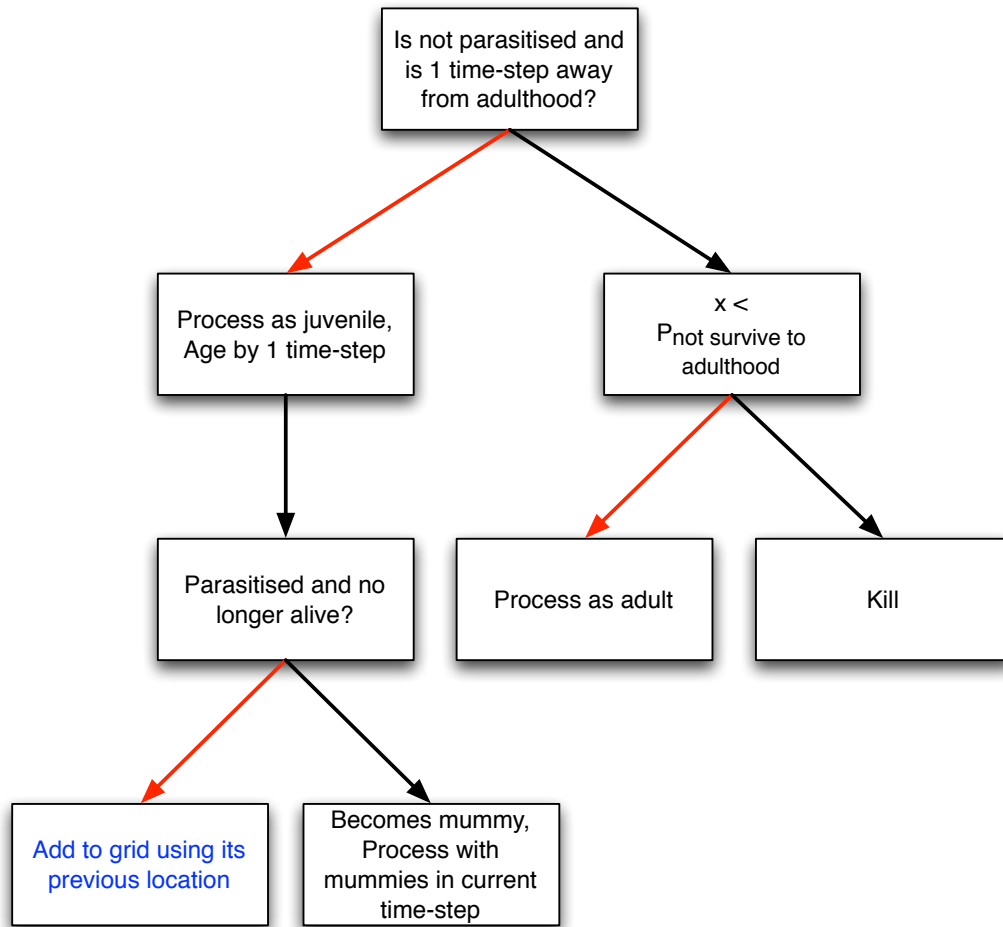 Is not parasitised and
is 1 time-step away
from adulthood?
Process as juvenile,
Age by 1 time-step
x <
Pnot survive to
adulthood
Parasitised and no
longer alive?
Process as adult
Kill
Add to grid using its
previous location
Becomes mummy,
Process with
mummies in current
time-step